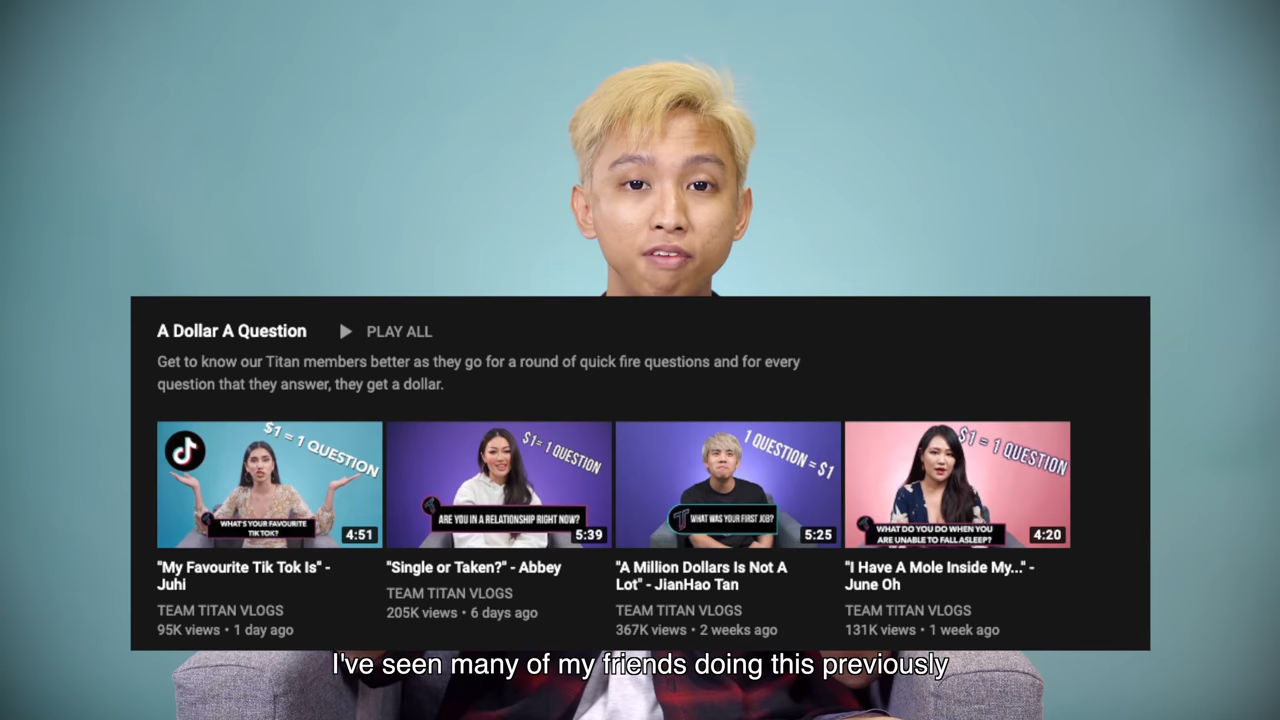 A Dollar A Question
PLAY ALL
Get to know our Titan members better as they go for a round of quick fire questions and for every
question that they answer, they get a dollar.
$1 = 1 QUESTION
WHAT'S YOUR FAVOURITE
TIK TOK?
4:51
$1 = 1 QUESTION
ARE YOU IN A RELATIONSHIP RIGHT NOW?
5:39
1 QUESTION = $1
WHAT WAS YOUR FIRST JOB?
5:25
$1 = 1 QUESTION
WHAT DO YOU DO WHEN YOU
ARE UNABLE TO FALL ASLEEP?
4:20
"My Favourite Tik Tok Is" -
Juhi
TEAM TITAN VLOGS
95K views • 1 day ago
"Single or Taken?" - Abbey
TEAM TITAN VLOGS
205K views • 6 days ago
"A Million Dollars Is Not A
Lot" - JianHao Tan
TEAM TITAN VLOGS
367K views • 2 weeks ago
"I Have A Mole Inside My..." -
June Oh
TEAM TITAN VLOGS
131K views • 1 week ago
I've seen many of my friends doing this previously